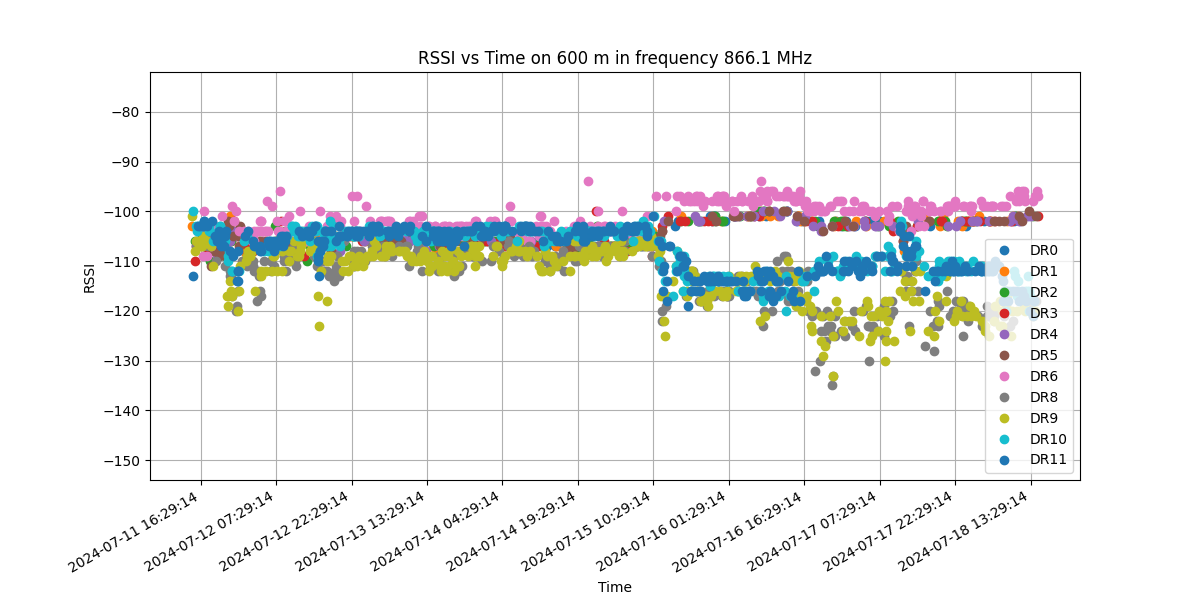 RSSI vs Time on 600 m in frequency 866.1 MHz
RSSI
−80
−90
−100
−110
−120
−130
−140
−150
DR0
DR1
DR2
DR3
DR4
DR5
DR6
DR8
DR9
DR10
DR11
2024-07-11 16:29:14
2024-07-12 07:29:14
2024-07-12 22:29:14
2024-07-13 13:29:14
2024-07-14 04:29:14
2024-07-14 19:29:14
2024-07-15 10:29:14
2024-07-16 01:29:14
2024-07-16 16:29:14
2024-07-17 07:29:14
2024-07-17 22:29:14
2024-07-18 13:29:14
Time